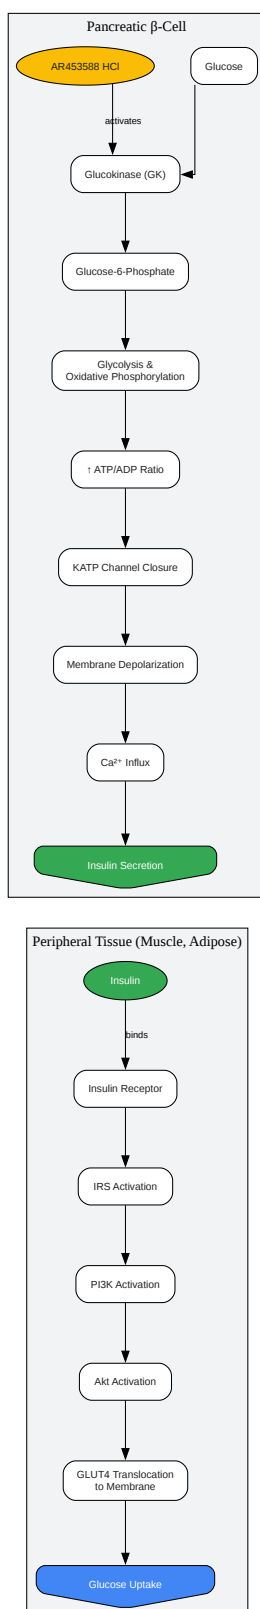 Pancreatic β-Cell
AR453588 HCl
Glucose
activates
Glucokinase (GK)
Glucose-6-Phosphate
Glycolysis &
Oxidative Phosphorylation
↑ ATP/ADP Ratio
KATP Channel Closure
Membrane Depolarization
Ca²⁺ Influx
Insulin Secretion
Peripheral Tissue (Muscle, Adipose)
Insulin
binds
Insulin Receptor
IRS Activation
PI3K Activation
Akt Activation
GLUT4 Translocation
to Membrane
Glucose Uptake